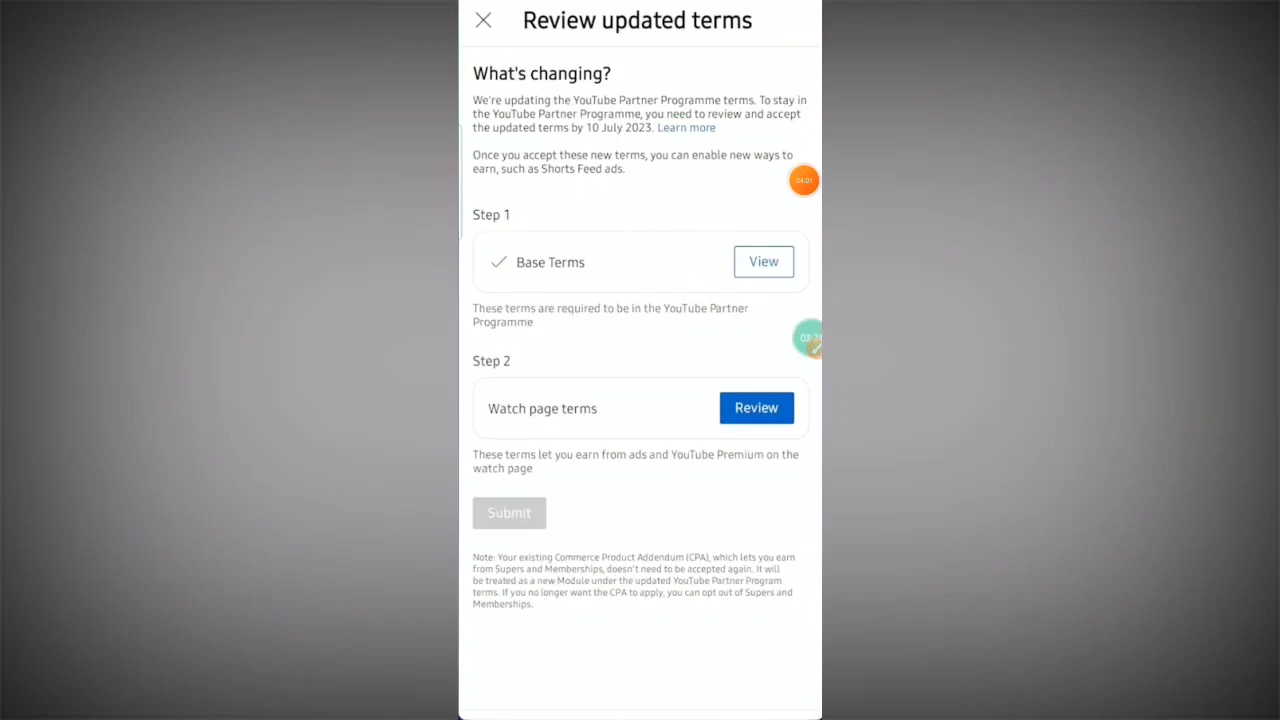 Review updated terms
What's changing?
We're updating the YouTube Partner Programme terms. To stay in
the YouTube Partner Programme, you need to review and accept
the updated terms by 10 July 2023. Learn more
Once you accept these new terms, you can enable new ways to
earn, such as Shorts Feed ads.
04:01
Step 1
Base Terms
View
These terms are required to be in the YouTube Partner
Programme
Step 2
Watch page terms
Review
These terms let you earn from ads and YouTube Premium on the
watch page
Submit
Note: Your existing Commerce Product Addendum (CPA), which lets you earn
from Supers and Memberships, doesn't need to be accepted again. It will
be treated as a new Module under the updated YouTube Partner Program
terms. If you no longer want the CPA to apply, you can opt out of Supers and
Memberships.